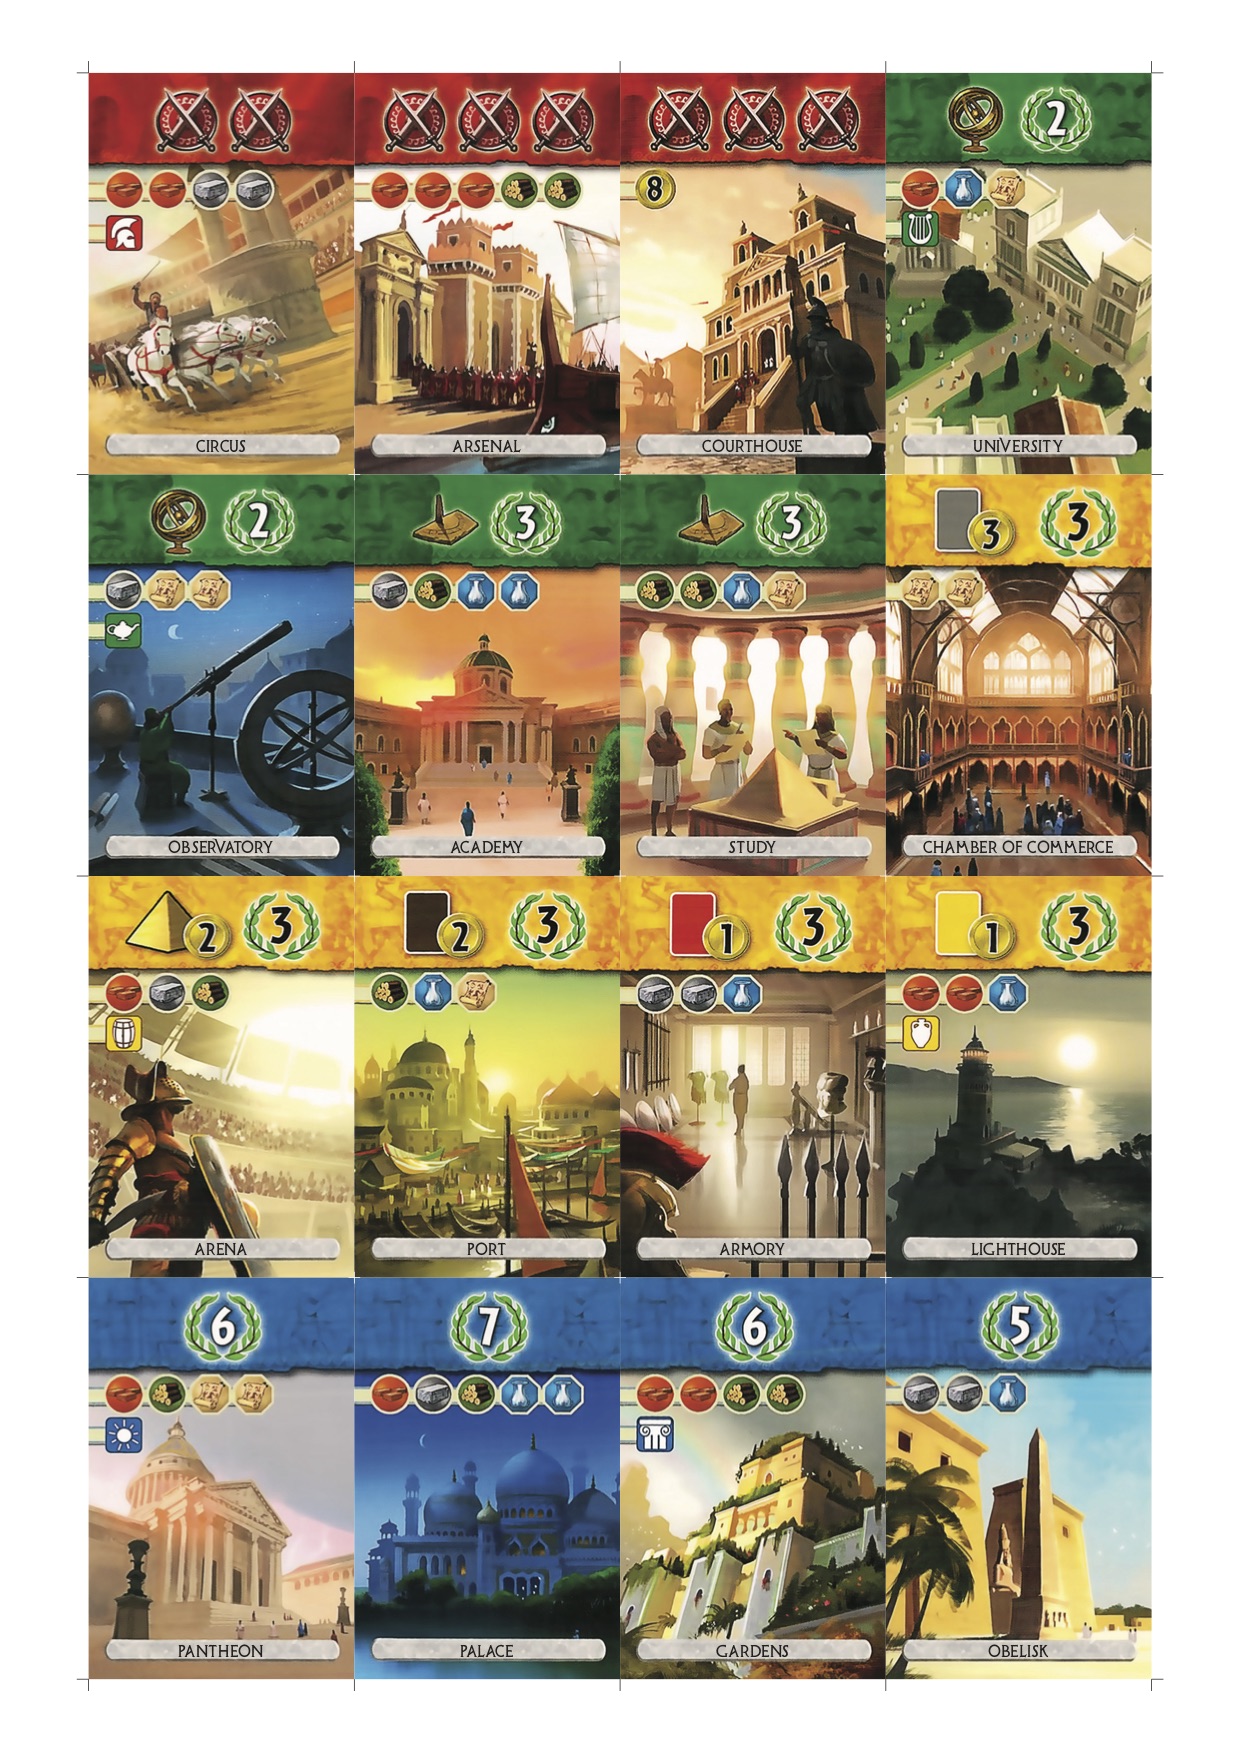 CIRCUS
ARSENAL
8
COURTHOUSE
2
UNIVERSITY
2
OBSERVATORY
3
ACADEMY
3
STUDY
3 3
CHAMBER OF COMMERCE
2 3
ARENA
2 3
PORT
1 3
ARMORY
1 3
LIGHTHOUSE
6
PANTHEON
7
PALACE
6
GARDENS
5
OBELISK